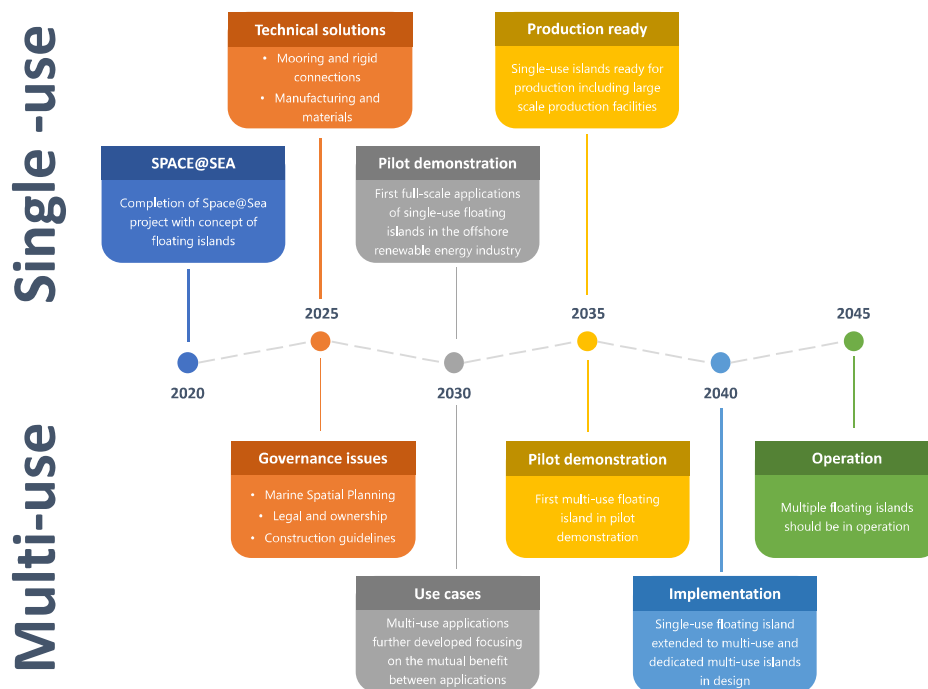 Single -use
Technical solutions
• Mooring and rigid
connections
• Manufacturing and
materials
Production ready
Single-use islands ready for
production including large
scale production facilities
SPACE@SEA
Completion of Space@Sea
project with concept of
floating islands
Pilot demonstration
First full-scale applications
of single-use floating
islands in the offshore
renewable energy industry
2025
2035
2045
2020
2030
2040
Multi-use
Governance issues
• Marine Spatial Planning
• Legal and ownership
• Construction guidelines
Pilot demonstration
First multi-use floating
island in pilot
demonstration
Operation
Multiple floating islands
should be in operation
Use cases
Multi-use applications
further developed focusing
on the mutual benefit
between applications
Implementation
Single-use floating island
extended to multi-use and
dedicated multi-use islands
in design